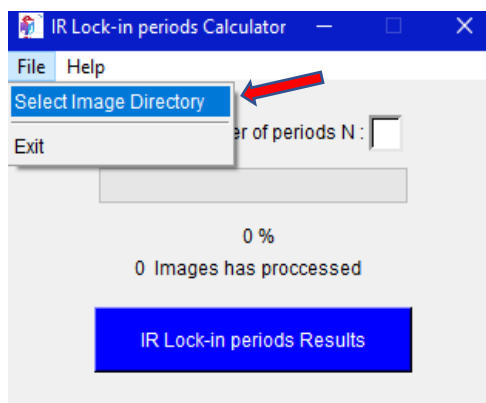 IR Lock-in periods Calculator
File Help
Select Image Directory
Exit
of periods N :
0 %
0 Images has proccessed
IR Lock-in periods Results